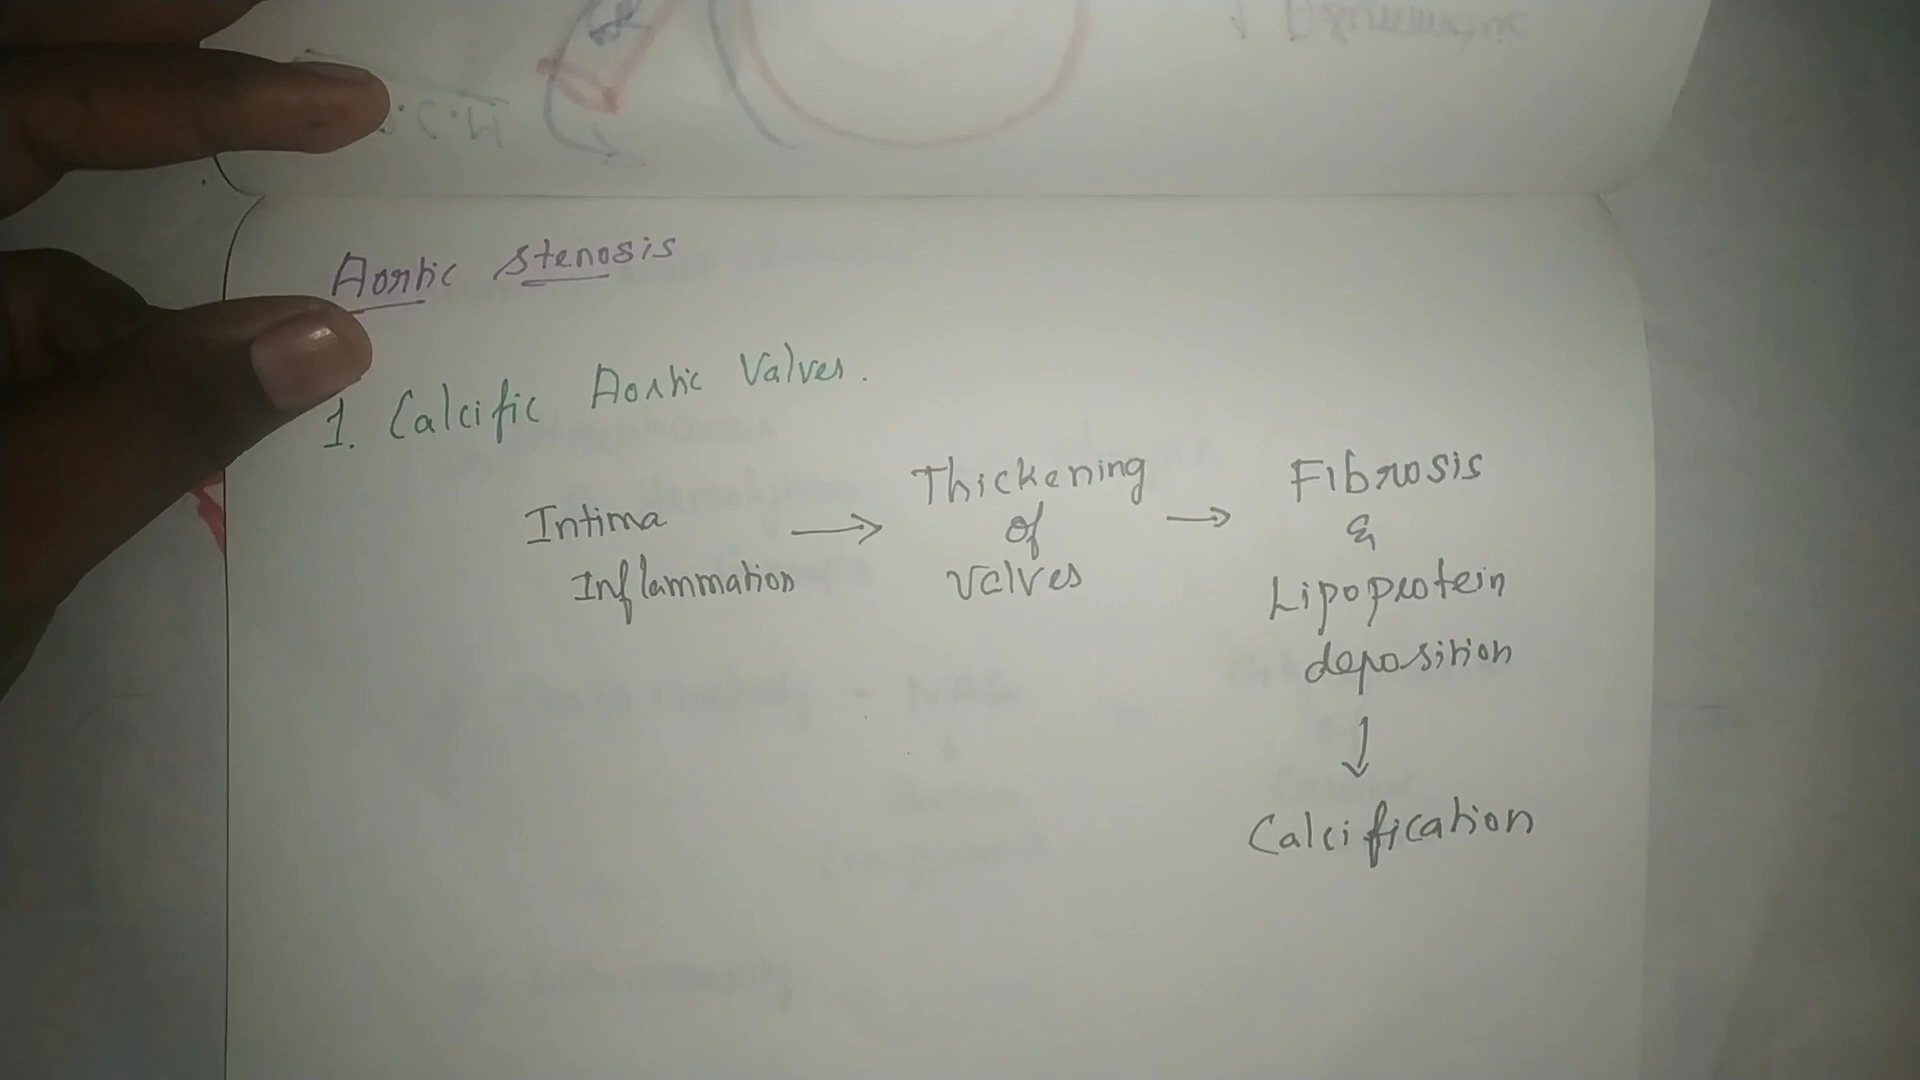 Aortic stenosis
1. Calcific Aortic Valves.
Intima
Inflammation
→
Thickening
of
valves
→
Fibrosis
&
Lipoprotein
deposition
↓
Calcification